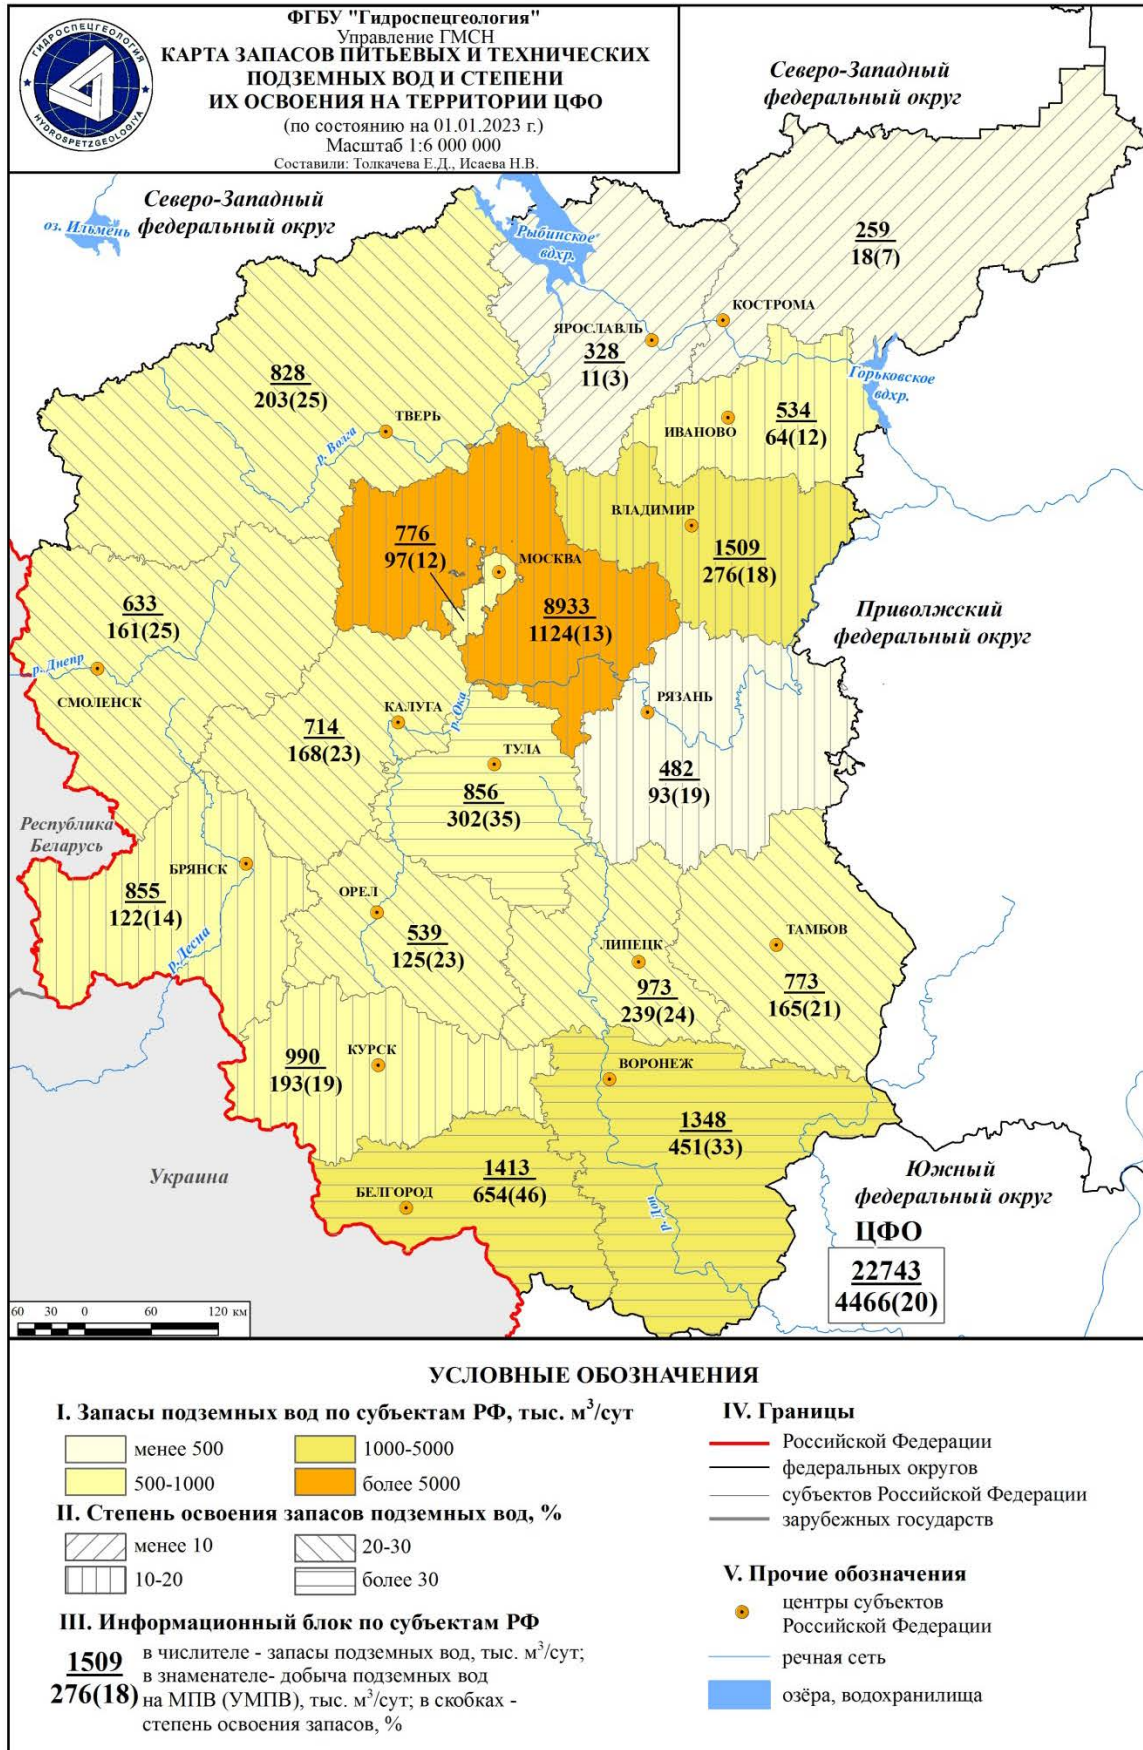 ГИДРОСПЕЦГЕОЛОГИЯ
HYDROSPETZGEOLOGIYA
ФГБУ "Гидроспецгеология"
Управление ГМСН
КАРТА ЗАПАСОВ ПИТЬЕВЫХ И ТЕХНИЧЕСКИХ
ПОДЗЕМНЫХ ВОД И СТЕПЕНИ
ИХ ОСВОЕНИЯ НА ТЕРРИТОРИИ ЦФО
(по состоянию на 01.01.2023 г.)
Масштаб 1:6 000 000
Составили: Толкачева Е.Д., Исаева Н.В.
Северо-Западный
федеральный округ
Северо-Западный
федеральный округ
оз. Ильмень
Рыбинское
вдхр.
259
18(7)
КОСТРОМА
ЯРОСЛАВЛЬ
328
11(3)
Горьковское
вдхр.
828
203(25)
ТВЕРЬ
р. Волга
ИВАНОВО
534
64(12)
ВЛАДИМИР
1509
276(18)
776
97(12)
МОСКВА
8933
1124(13)
633
161(25)
р. Днепр
СМОЛЕНСК
Приволжский
федеральный округ
КАЛУГА
714
168(23)
р. Ока
РЯЗАНЬ
482
93(19)
ТУЛА
856
302(35)
Республика
Беларусь
БРЯНСК
855
122(14)
р.Десна
ОРЕЛ
539
125(23)
ЛИПЕЦК
973
239(24)
ТАМБОВ
773
165(21)
КУРСК
990
193(19)
ВОРОНЕЖ
1348
451(33)
Украина
БЕЛГОРОД
1413
654(46)
р. Дон
Южный
федеральный округ
ЦФО
22743
4466(20)
60 30 0 60 120 км
УСЛОВНЫЕ ОБОЗНАЧЕНИЯ
I. Запасы подземных вод по субъектам РФ, тыс. м³/сут
менее 500
1000-5000
500-1000
более 5000
II. Степень освоения запасов подземных вод, %
менее 10
20-30
10-20
более 30
III. Информационный блок по субъектам РФ
1509
276(18)
в числителе - запасы подземных вод, тыс. м³/сут;
в знаменателе- добыча подземных вод
на МПВ (УМПВ), тыс. м³/сут; в скобках -
степень освоения запасов, %
IV. Границы
Российской Федерации
федеральных округов
субъектов Российской Федерации
зарубежных государств
V. Прочие обозначения
центры субъектов
Российской Федерации
речная сеть
озёра, водохранилища